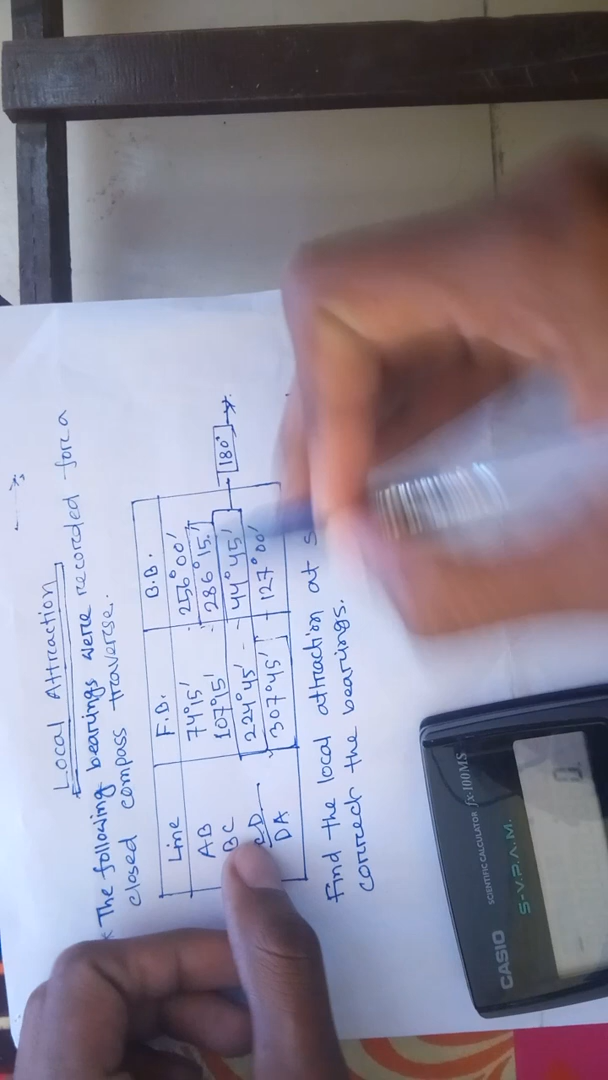 Local Attraction
* The following bearings were recorded for a
closed compass traverse.
Line F.B. B.B.
AB 74°15' 256°00'
BC 107°15' 286°15'
CD 224°45' 44°45' 180°
DA 307°45' 127°00'
Find the local attraction at
correct the bearings.
CASIO SCIENTIFIC CALCULATOR fx-100MS
S-V.P.A.M.
0.